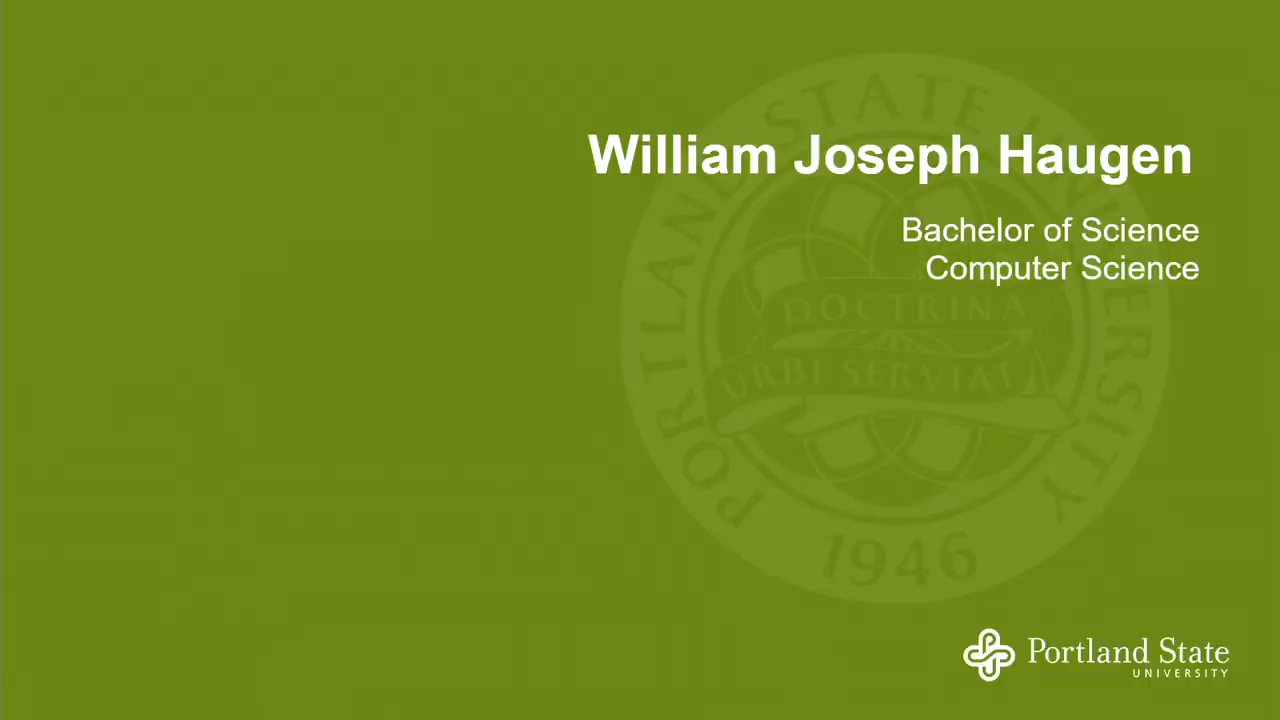 William Joseph Haugen
Bachelor of Science
Computer Science
PORTLAND STATE UNIVERSITY
DOCTRINA
URBI SERVIAT
1946
Portland State
UNIVERSITY